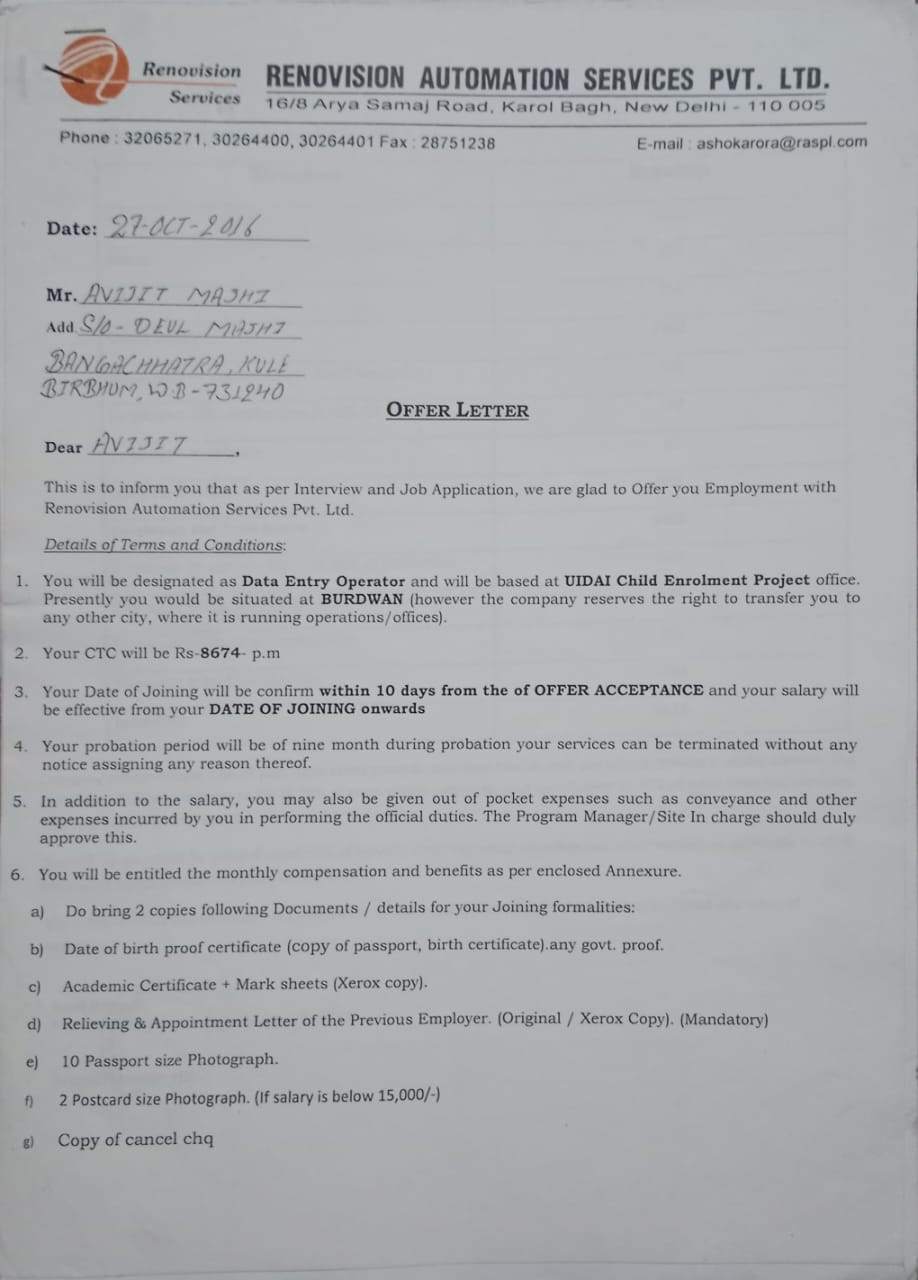 Renovision
Services
RENOVISION AUTOMATION SERVICES PVT. LTD.
16/8 Arya Samaj Road, Karol Bagh, New Delhi - 110 005
Phone : 32065271, 30264400, 30264401 Fax : 28751238
E-mail : ashokarora@raspl.com
Date: 27-OCT-2016
Mr. AVIJIT MAJHI
Add S/O- DEUL MAJHI
BANGACHHATRA, KULE
BIRBHUM, W.B-731240
OFFER LETTER
Dear AVIJIT,
This is to inform you that as per Interview and Job Application, we are glad to Offer you Employment with
Renovision Automation Services Pvt. Ltd.
Details of Terms and Conditions:
1. You will be designated as Data Entry Operator and will be based at UIDAI Child Enrolment Project office.
Presently you would be situated at BURDWAN (however the company reserves the right to transfer you to
any other city, where it is running operations/offices).
2. Your CTC will be Rs-8674- p.m
3. Your Date of Joining will be confirm within 10 days from the of OFFER ACCEPTANCE and your salary will
be effective from your DATE OF JOINING onwards
4. Your probation period will be of nine month during probation your services can be terminated without any
notice assigning any reason thereof.
5. In addition to the salary, you may also be given out of pocket expenses such as conveyance and other
expenses incurred by you in performing the official duties. The Program Manager/Site In charge should duly
approve this.
6. You will be entitled the monthly compensation and benefits as per enclosed Annexure.
a) Do bring 2 copies following Documents / details for your Joining formalities:
b) Date of birth proof certificate (copy of passport, birth certificate).any govt. proof.
c) Academic Certificate + Mark sheets (Xerox copy).
d) Relieving & Appointment Letter of the Previous Employer. (Original / Xerox Copy). (Mandatory)
e) 10 Passport size Photograph.
f) 2 Postcard size Photograph. (If salary is below 15,000/-)
g) Copy of cancel chq